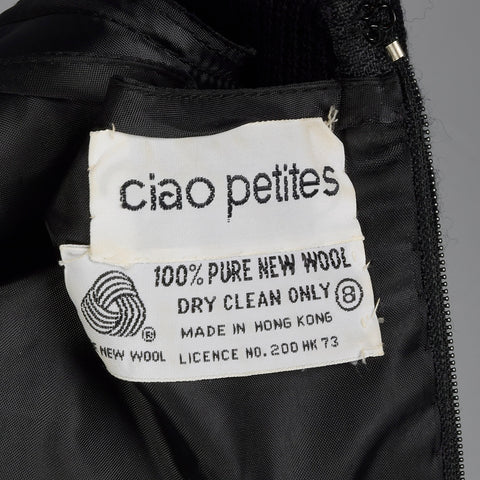 ciao petites
100% PURE NEW WOOL
DRY CLEAN ONLY 8
MADE IN HONG KONG
NEW WOOL LICENCE NO. 200 HK 73